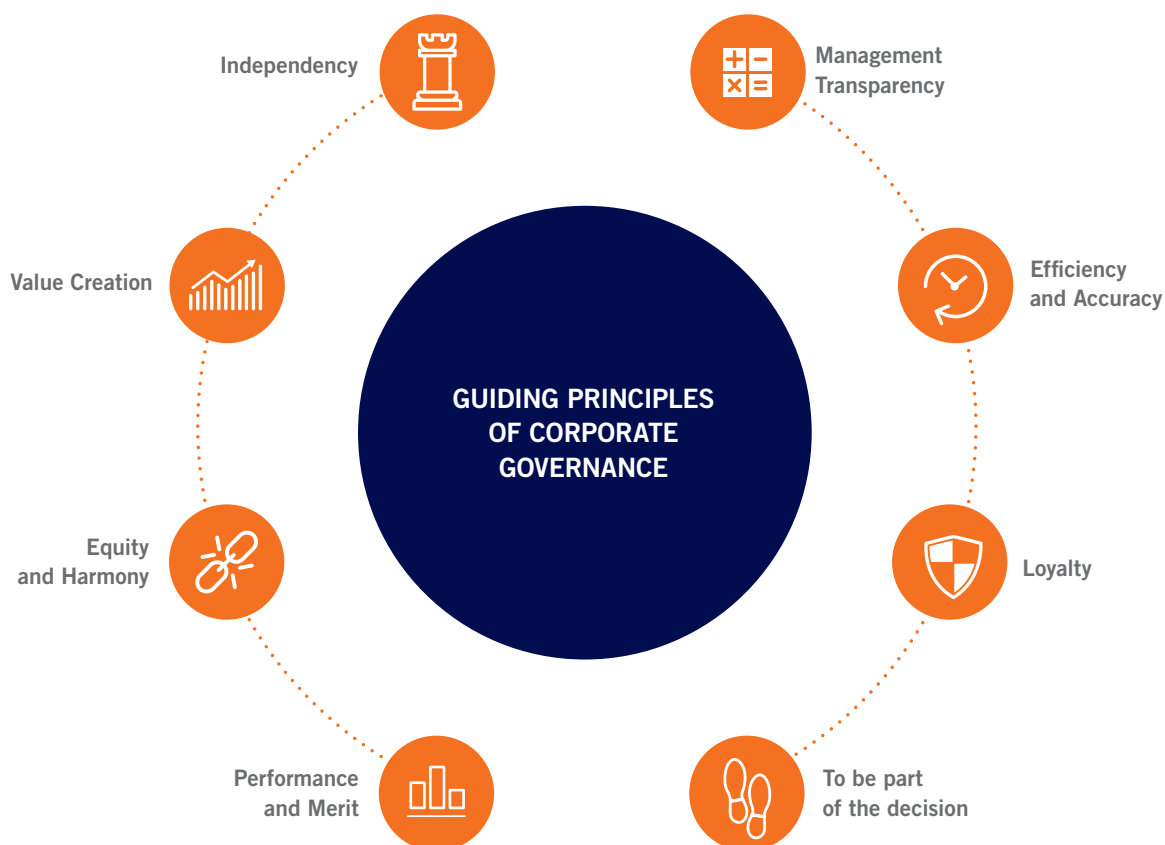 Independency
Management
Transparency
Value Creation
Efficiency
and Accuracy
GUIDING PRINCIPLES
OF CORPORATE
GOVERNANCE
Equity
and Harmony
Loyalty
Performance
and Merit
To be part
of the decision